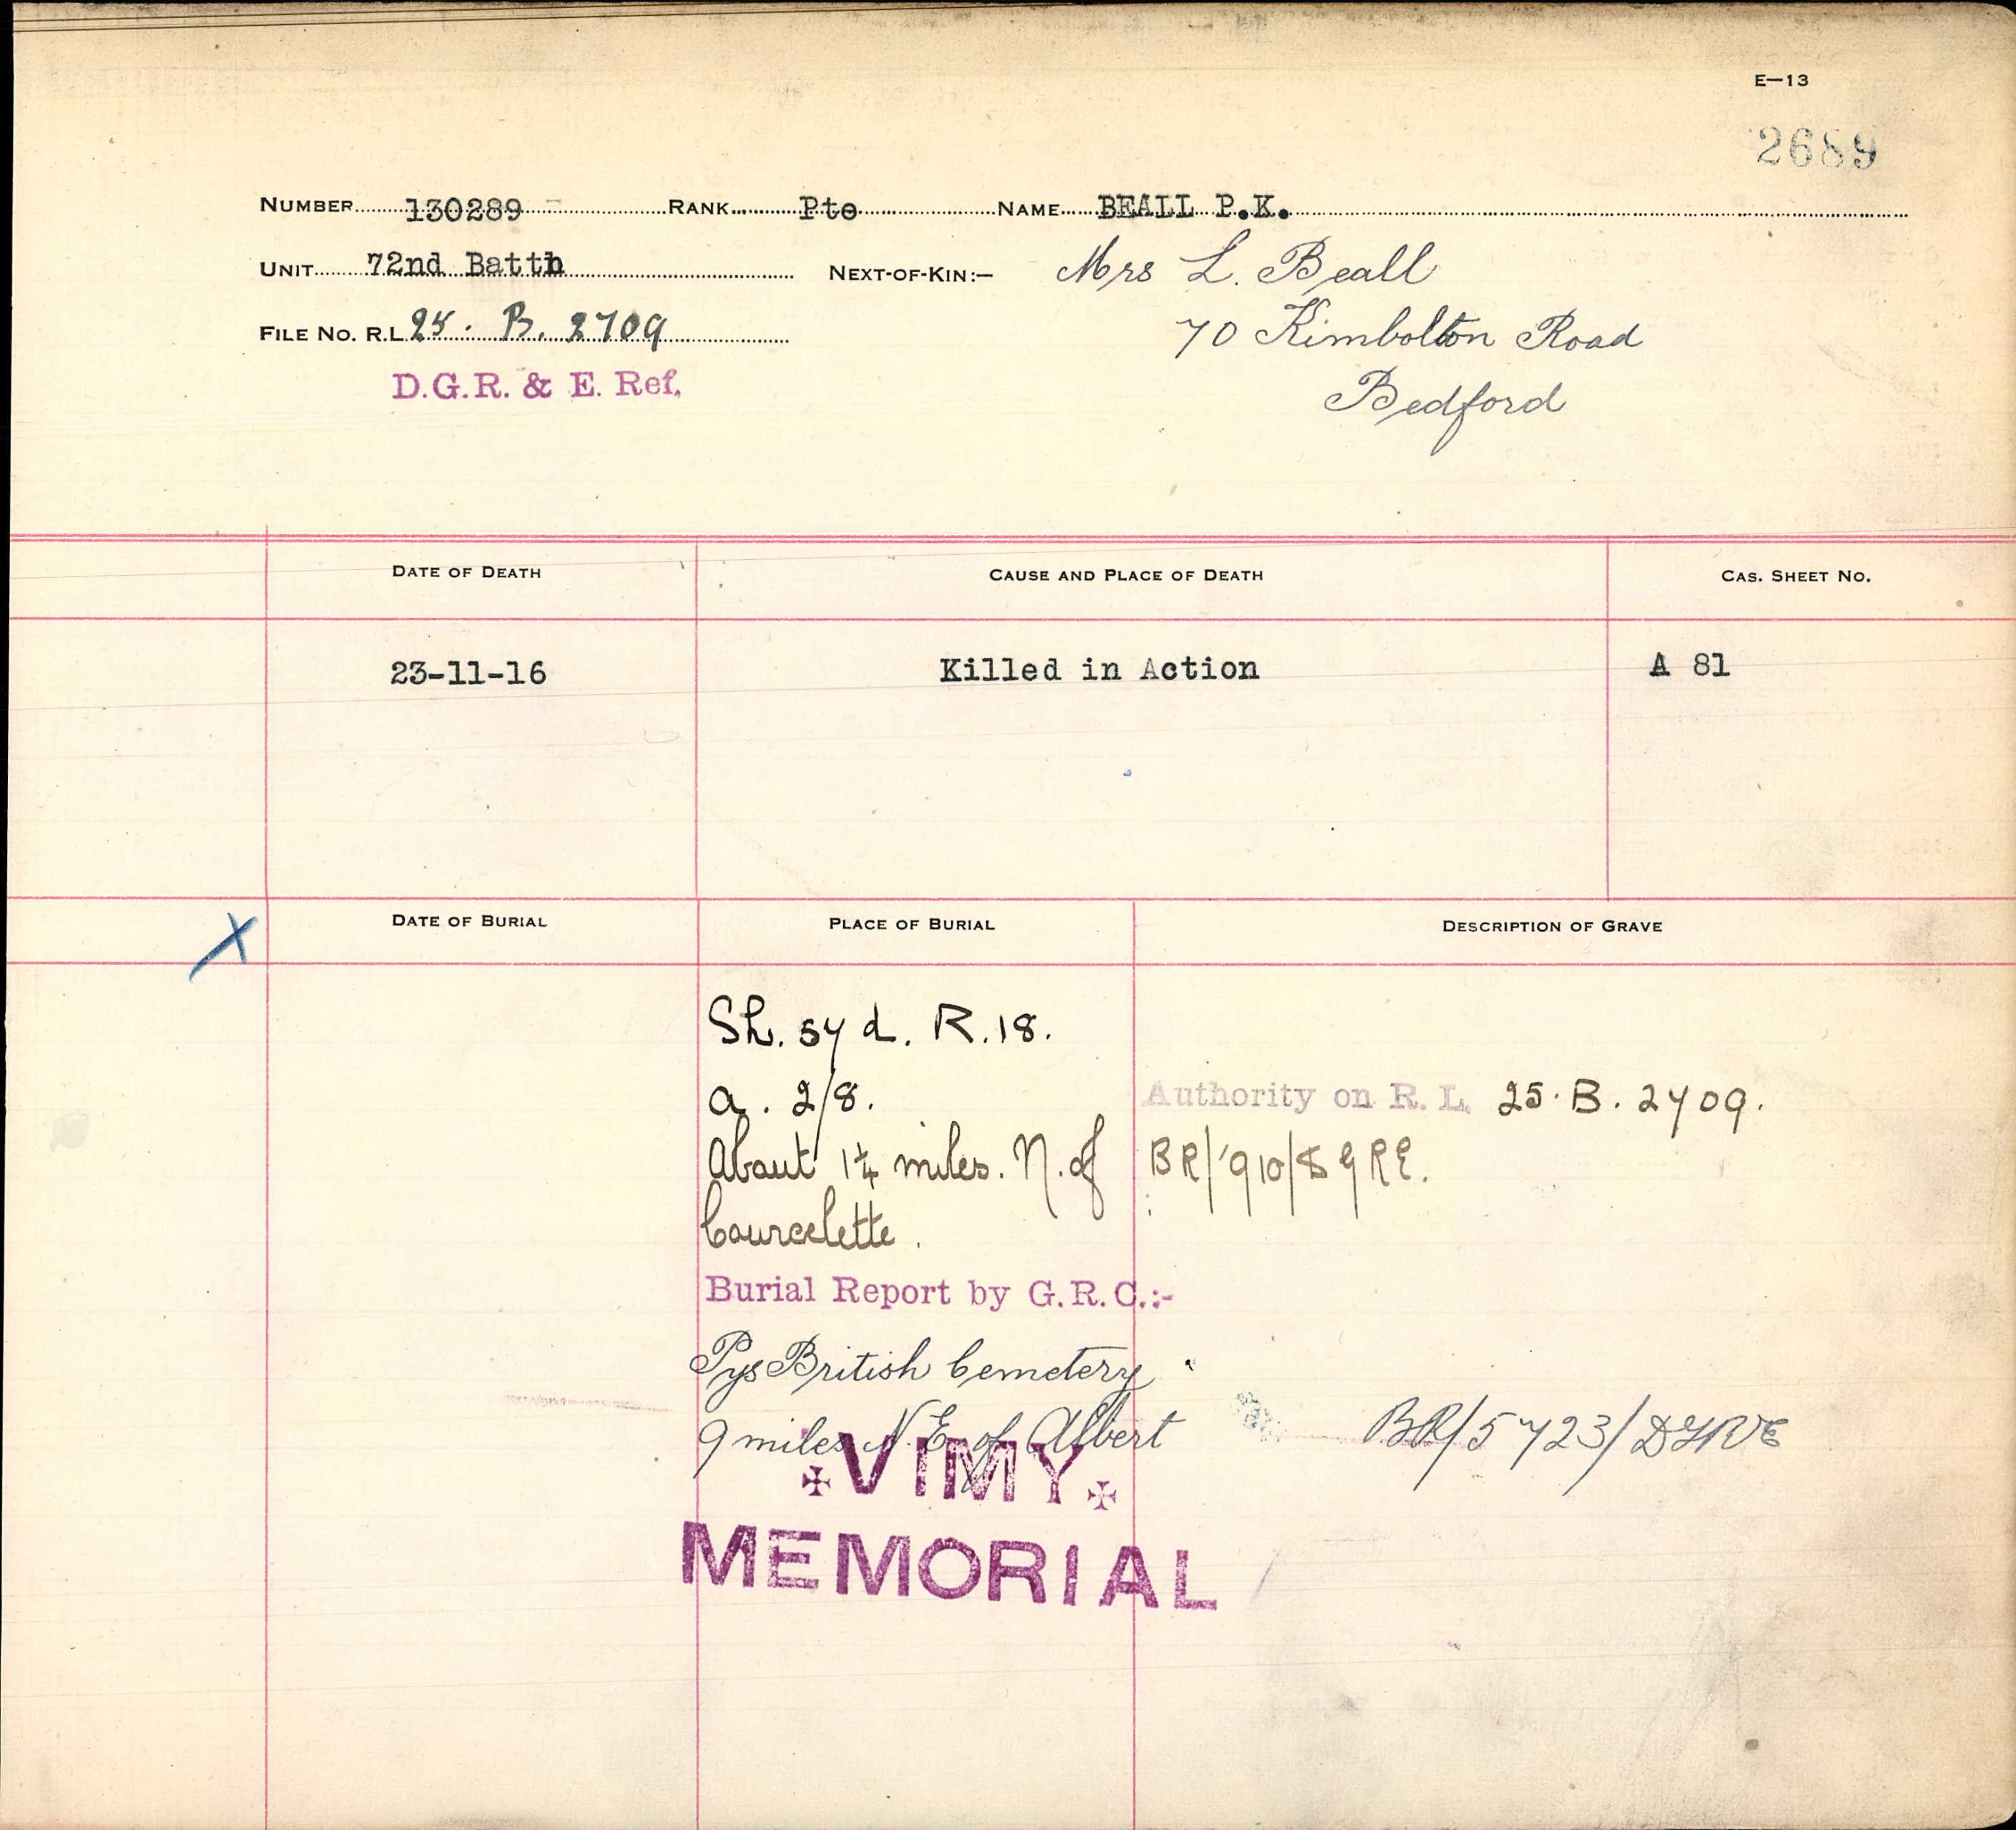 E—13
2689
NUMBER 130289 RANK Pte NAME BEALL P.K.
UNIT 72nd Battn NEXT-OF-KIN:— Mrs L. Beall
FILE NO. R.L. 25. B. 2709 70 Kimbolton Road
D.G.R. & E. Ref. Bedford
DATE OF DEATH CAUSE AND PLACE OF DEATH CAS. SHEET NO.
23-11-16 Killed in Action A 81
X DATE OF BURIAL PLACE OF BURIAL DESCRIPTION OF GRAVE
Sh. 57 d. R.18.
a. 2/8. Authority on R.L. 25. B. 2709.
About 1¼ miles. N. of BR/910/
Courcelette.
Burial Report by G.R.C.:-
Pys British Cemetery
9 miles N.E. of Albert BR/5723/
VIMY
MEMORIAL